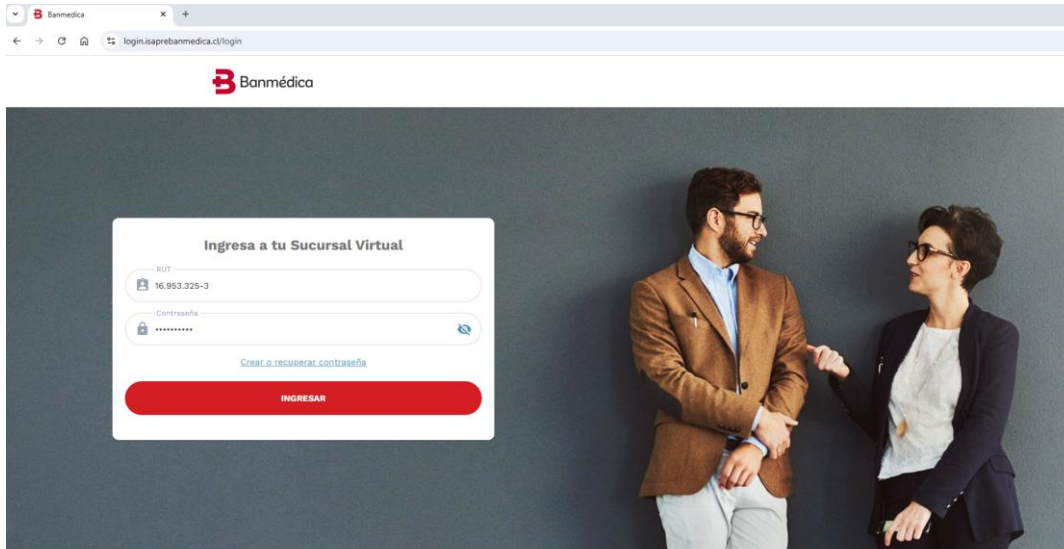 Banmedica
login.isaprebanmedica.cl/login
Banmédica
Ingresa a tu Sucursal Virtual
RUT
16.953.325-3
Contraseña
••••••••••
Crear o recuperar contraseña
INGRESAR